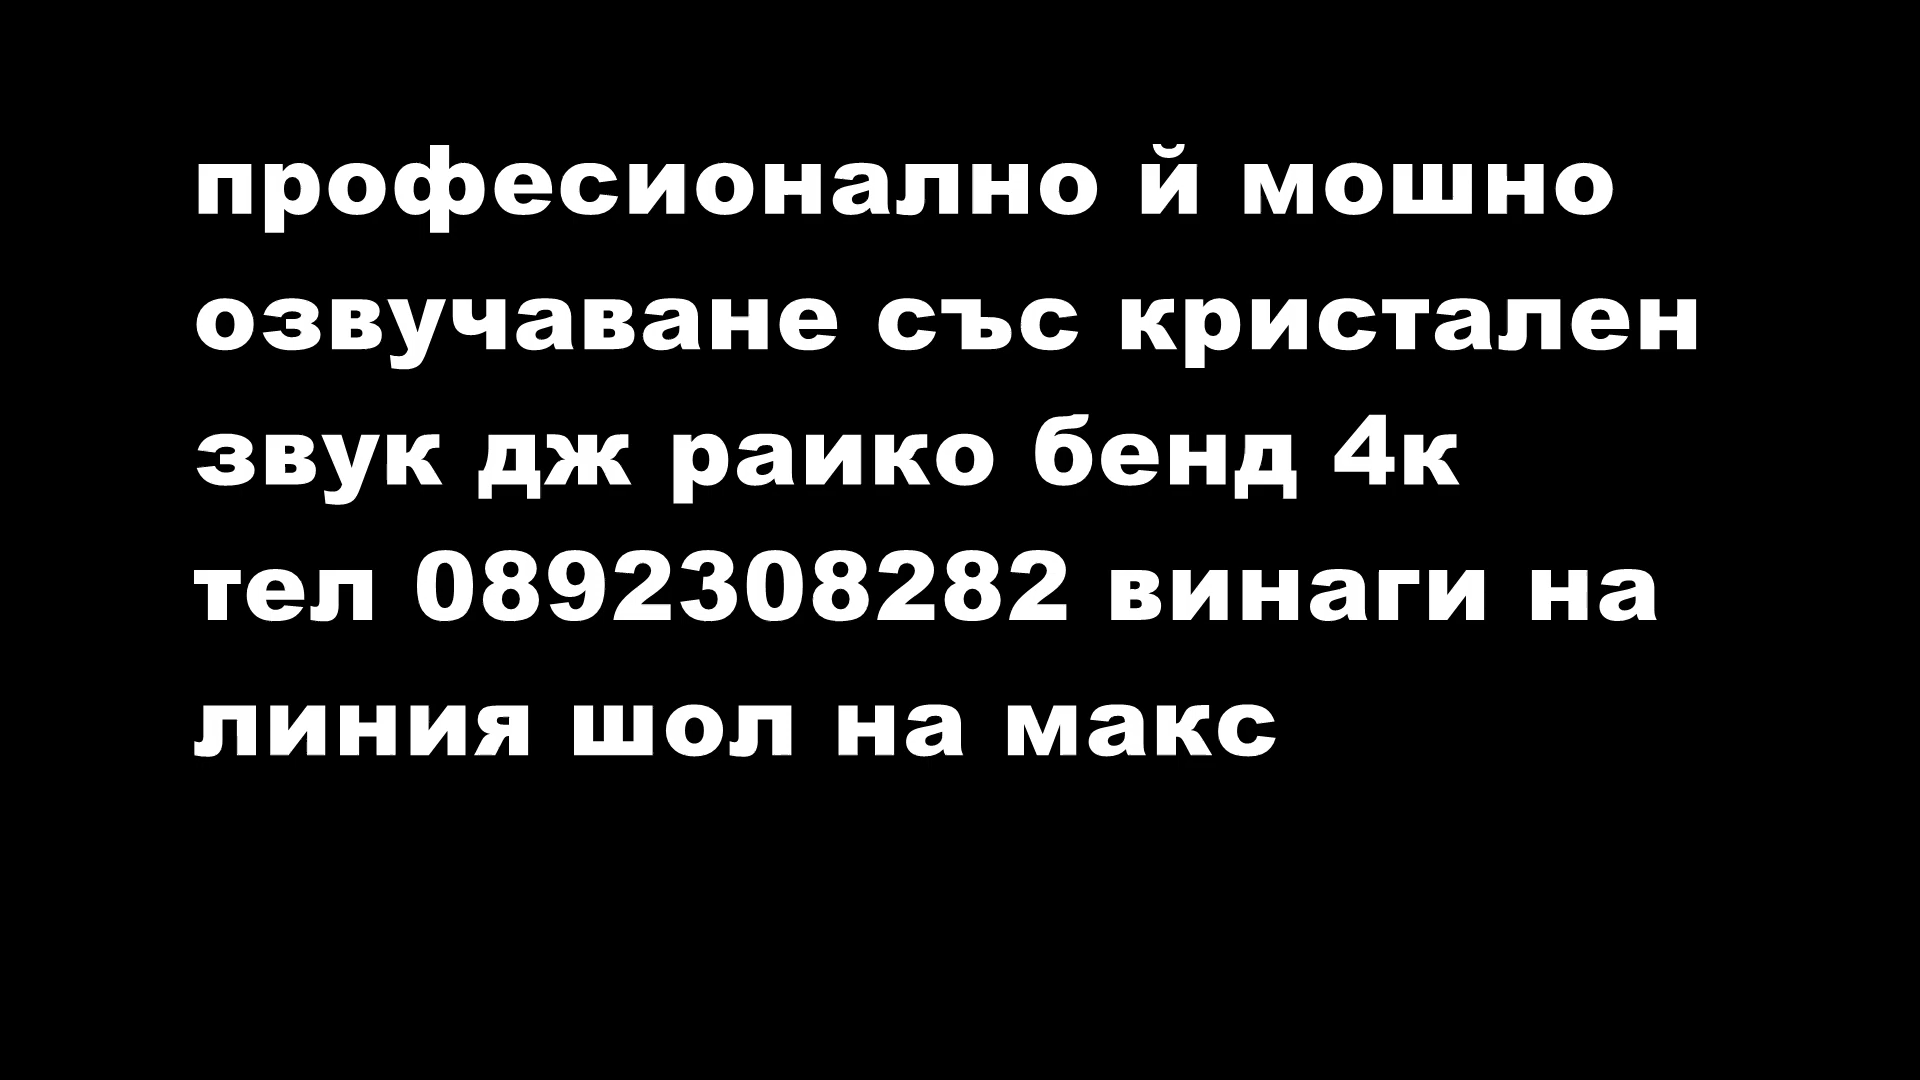 професионално й мошно
озвучаване със кристален
звук дж раико бенд 4к
тел 0892308282 винаги на
линия шол на макс